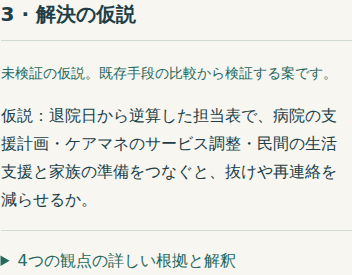 3・解決の仮説
未検証の仮説。既存手段の比較から検証する案です。
仮説：退院日から逆算した担当表で、病院の支
援計画・ケアマネのサービス調整・民間の生活
支援と家族の準備をつなぐと、抜けや再連絡を
減らせるか。
▶ 4つの観点の詳しい根拠と解釈